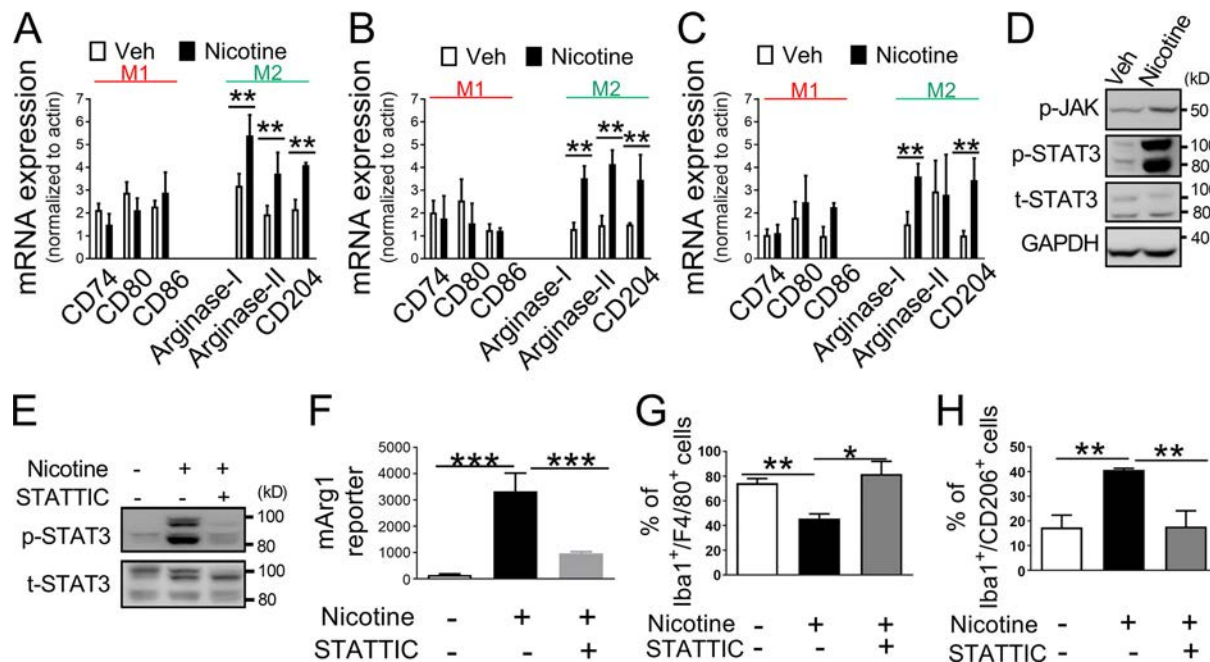 A
Veh Nicotine
M1 M2
mRNA expression
(normalized to actin)
7
6
5
4
3
2
1
0
** ** **
CD74
CD80
CD86
Arginase-I
Arginase-II
CD204
B
Veh Nicotine
M1 M2
mRNA expression
(normalized to actin)
7
6
5
4
3
2
1
0
** ** **
CD74
CD80
CD86
Arginase-I
Arginase-II
CD204
C
Veh Nicotine
M1 M2
mRNA expression
(normalized to actin)
7
6
5
4
3
2
1
0
** **
CD74
CD80
CD86
Arginase-I
Arginase-II
CD204
D
Veh Nicotine
(kD)
p-JAK 50
p-STAT3 100
80
t-STAT3 100
80
GAPDH 40
E
Nicotine - + +
STATTIC - - +
(kD)
p-STAT3 100
80
t-STAT3 100
80
F
mArg1
reporter
5000
4000
3000
2000
1000
0
*** ***
Nicotine - + +
STATTIC - - +
G
% of
Iba1+/F4/80+ cells
100
80
60
40
20
0
** *
Nicotine - + +
STATTIC - - +
H
% of
Iba1+/CD206+ cells
50
40
30
20
10
0
** **
Nicotine - + +
STATTIC - - +